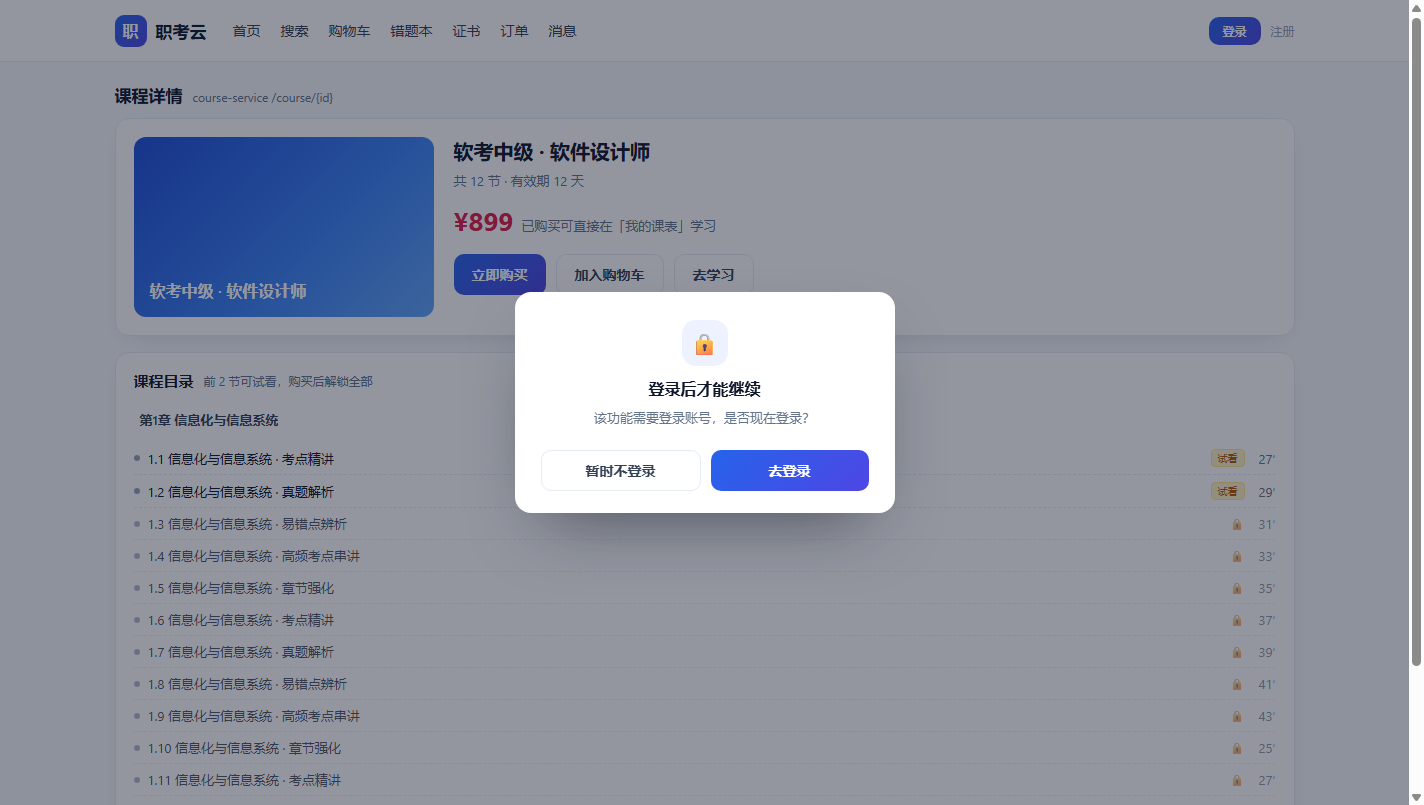 职 职考云 首页 搜索 购物车 错题本 证书 订单 消息 登录 注册
课程详情 course-service /course/{id}
软考中级 · 软件设计师
软考中级 · 软件设计师
共 12 节 · 有效期 12 天
¥899 已购买可直接在「我的课表」学习
立即购买 加入购物车 去学习
登录后才能继续
该功能需要登录账号，是否现在登录？
暂时不登录 去登录
课程目录 前 2 节可试看，购买后解锁全部
第1章 信息化与信息系统
1.1 信息化与信息系统 · 考点精讲 试看 27'
1.2 信息化与信息系统 · 真题解析 试看 29'
1.3 信息化与信息系统 · 易错点辨析 31'
1.4 信息化与信息系统 · 高频考点串讲 33'
1.5 信息化与信息系统 · 章节强化 35'
1.6 信息化与信息系统 · 考点精讲 37'
1.7 信息化与信息系统 · 真题解析 39'
1.8 信息化与信息系统 · 易错点辨析 41'
1.9 信息化与信息系统 · 高频考点串讲 43'
1.10 信息化与信息系统 · 章节强化 25'
1.11 信息化与信息系统 · 考点精讲 27'